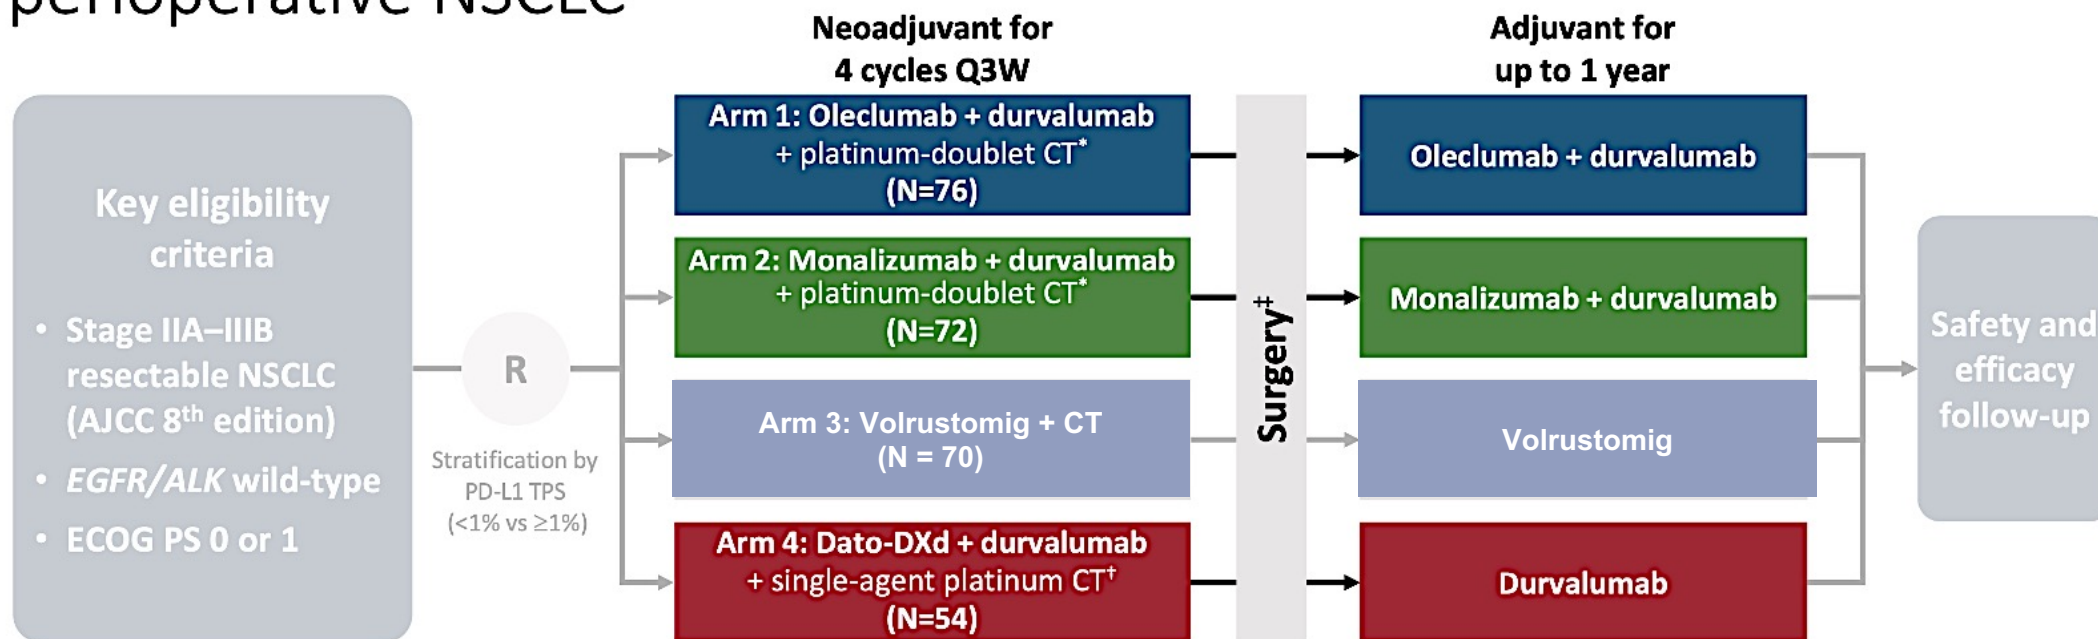 perioperative NSCLC
Neoadjuvant for
4 cycles Q3W
Adjuvant for
up to 1 year
Key eligibility
criteria
• Stage IIA–IIIB
resectable NSCLC
(AJCC 8th edition)
• EGFR/ALK wild-type
• ECOG PS 0 or 1
R
Stratification by
PD-L1 TPS
(<1% vs ≥1%)
Arm 1: Oleclumab + durvalumab
+ platinum-doublet CT*
(N=76)
Arm 2: Monalizumab + durvalumab
+ platinum-doublet CT*
(N=72)
Arm 3: Volrustomig + CT
(N = 70)
Arm 4: Dato-DXd + durvalumab
+ single-agent platinum CT†
(N=54)
Surgery‡
Oleclumab + durvalumab
Monalizumab + durvalumab
Volrustomig
Durvalumab
Safety and
efficacy
follow-up